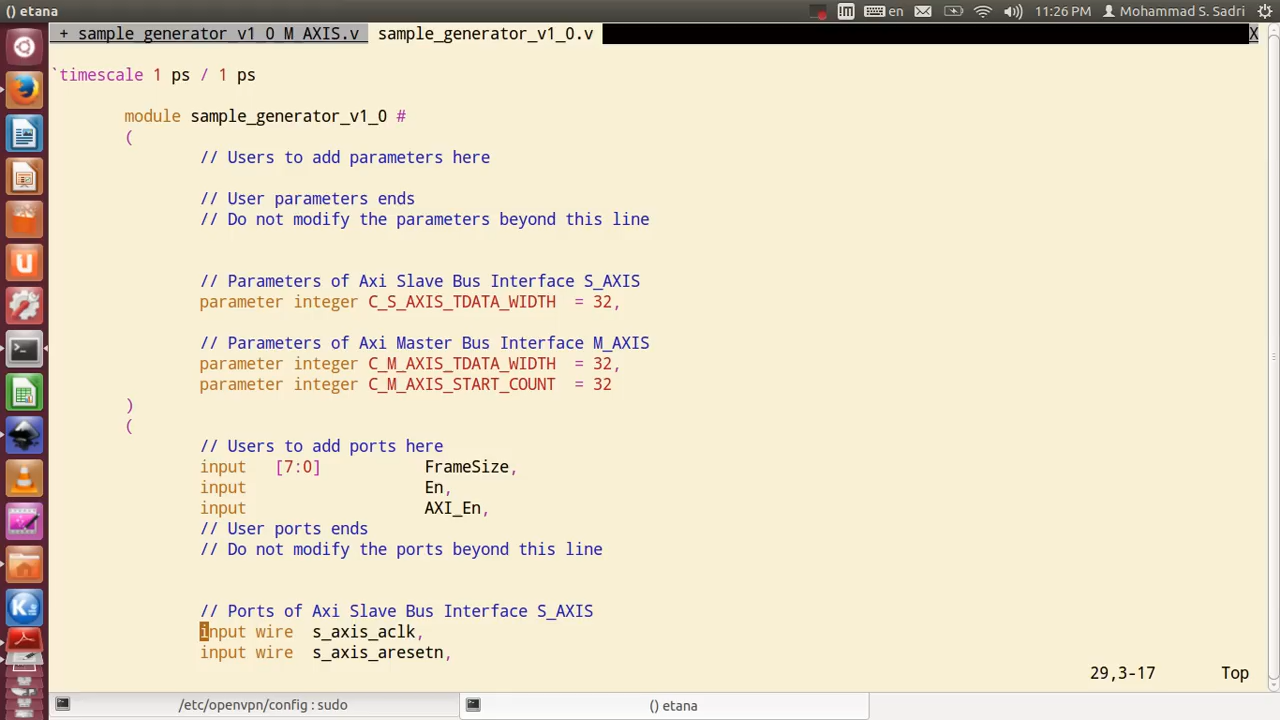 () etana
en
11:26 PM
Mohammad S. Sadri
+ sample_generator_v1_0_M_AXIS.v
sample_generator_v1_0.v
X
`timescale 1 ps / 1 ps
module sample_generator_v1_0 #
(
// Users to add parameters here
// User parameters ends
// Do not modify the parameters beyond this line
// Parameters of Axi Slave Bus Interface S_AXIS
parameter integer C_S_AXIS_TDATA_WIDTH = 32,
// Parameters of Axi Master Bus Interface M_AXIS
parameter integer C_M_AXIS_TDATA_WIDTH = 32,
parameter integer C_M_AXIS_START_COUNT = 32
)
(
// Users to add ports here
input [7:0] FrameSize,
input En,
input AXI_En,
// User ports ends
// Do not modify the ports beyond this line
// Ports of Axi Slave Bus Interface S_AXIS
input wire s_axis_aclk,
input wire s_axis_aresetn,
29,3-17 Top
/etc/openvpn/config : sudo
() etana